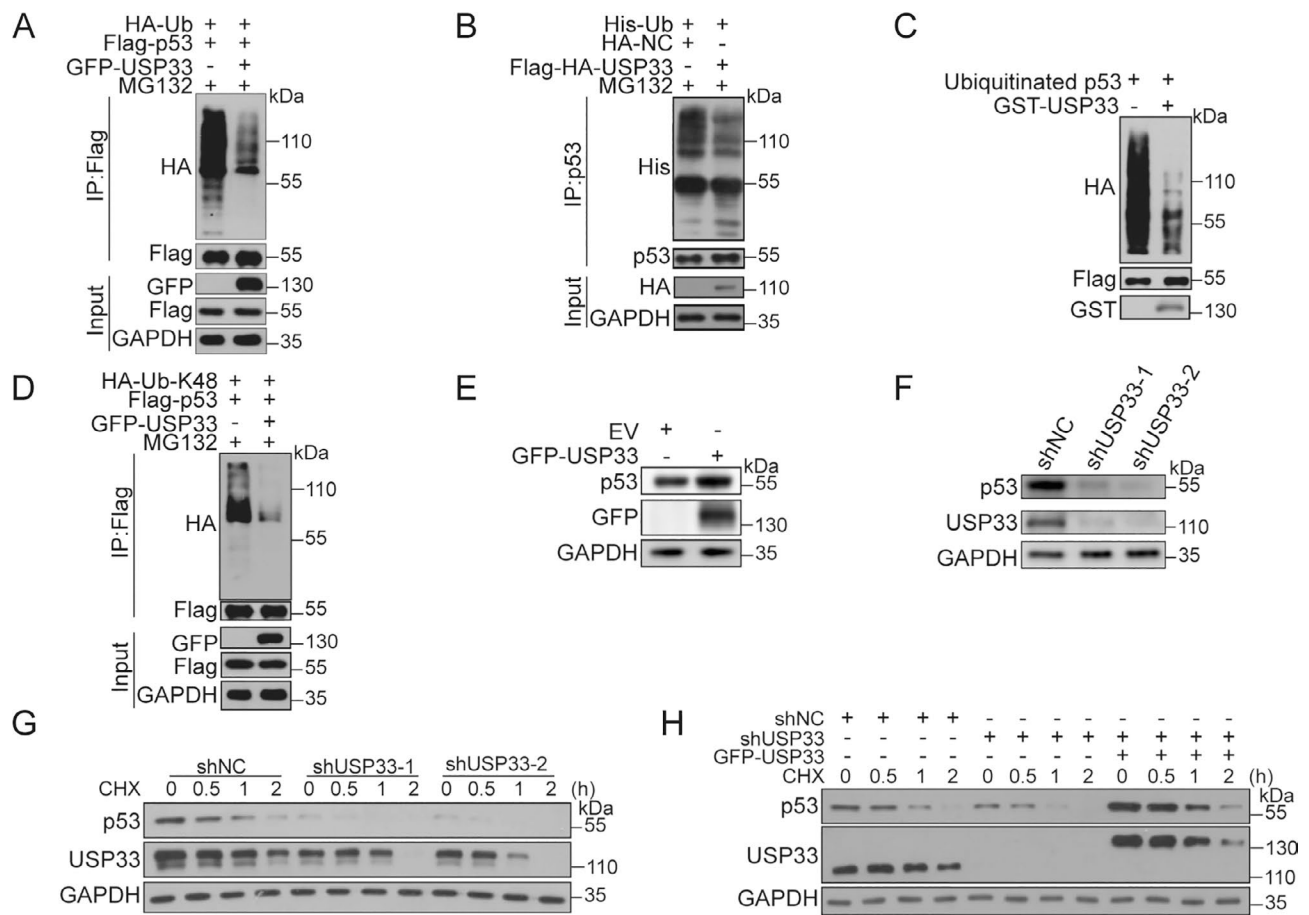 A
HA-Ub + +
Flag-p53 + +
GFP-USP33 - +
MG132 + +
kDa
IP:Flag
HA
110
55
Flag
55
Input
GFP
130
Flag
55
GAPDH
35
B
His-Ub + +
HA-NC + -
Flag-HA-USP33 - +
MG132 + +
kDa
IP:p53
His
110
55
p53
55
Input
HA
110
GAPDH
35
C
Ubiquitinated p53 + +
GST-USP33 - +
kDa
HA
110
55
Flag
55
GST
130
D
HA-Ub-K48 + +
Flag-p53 + +
GFP-USP33 - +
MG132 + +
kDa
IP:Flag
HA
110
55
Flag
55
Input
GFP
130
Flag
55
GAPDH
35
E
EV + -
GFP-USP33 - +
kDa
p53
55
GFP
130
GAPDH
35
F
shNC
shUSP33-1
shUSP33-2
kDa
p53
55
USP33
110
GAPDH
35
G
shNC shUSP33-1 shUSP33-2
CHX 0 0.5 1 2 0 0.5 1 2 0 0.5 1 2 (h)
kDa
p53
55
USP33
110
GAPDH
35
H
shNC + + + + - - - - - - - -
shUSP33 - - - - + + + + + + + +
GFP-USP33 - - - - - - - - + + + +
CHX 0 0.5 1 2 0 0.5 1 2 0 0.5 1 2 (h)
kDa
p53
55
USP33
130
110
GAPDH
35